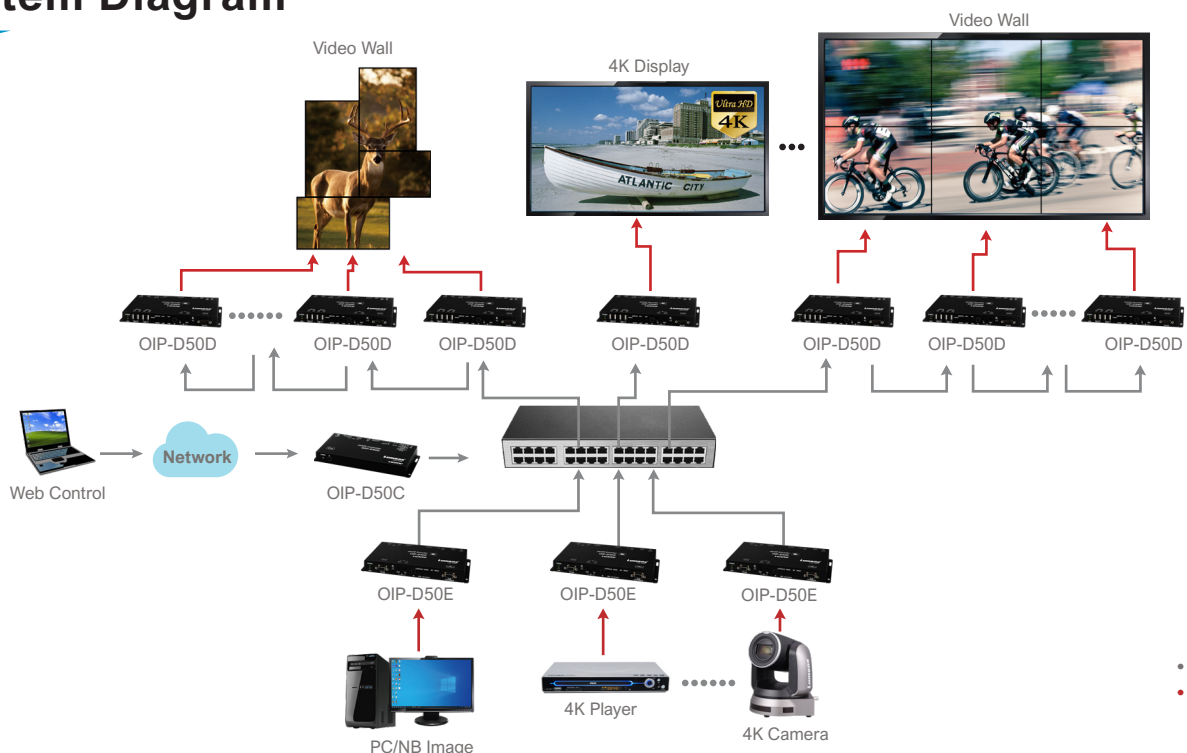 tem Diagram
Video Wall
4K Display
Video Wall
Ultra HD
4K
ATLANTIC CITY
OIP-D50D
OIP-D50D
OIP-D50D
OIP-D50D
OIP-D50D
OIP-D50D
OIP-D50D
Network
Web Control
OIP-D50C
OIP-D50E
OIP-D50E
OIP-D50E
4K Player
4K Camera
PC/NB Image